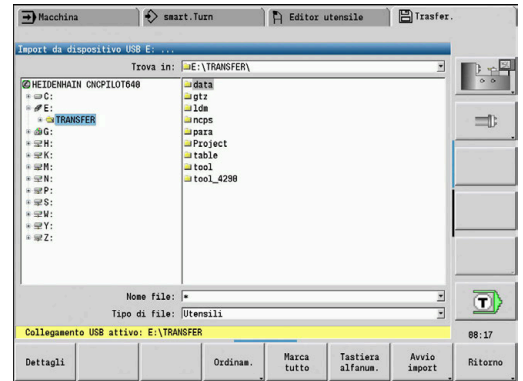 Macchina
smart.Turn
Editor utensile
Trasfer.
Import da dispositivo USB E: ...
Trova in: E:\TRANSFER\
HEIDENHAIN CNCPILOT640
C:
E:
TRANSFER
G:
H:
K:
M:
N:
P:
S:
W:
Y:
Z:
data
gtz
ldm
ncps
para
Project
table
tool
tool_4290
Nome file: *
Tipo di file: Utensili
Collegamento USB attivo: E:\TRANSFER
T
08:17
Dettagli
Ordinam.
Marca tutto
Tastiera alfanum.
Avvio import
Ritorno